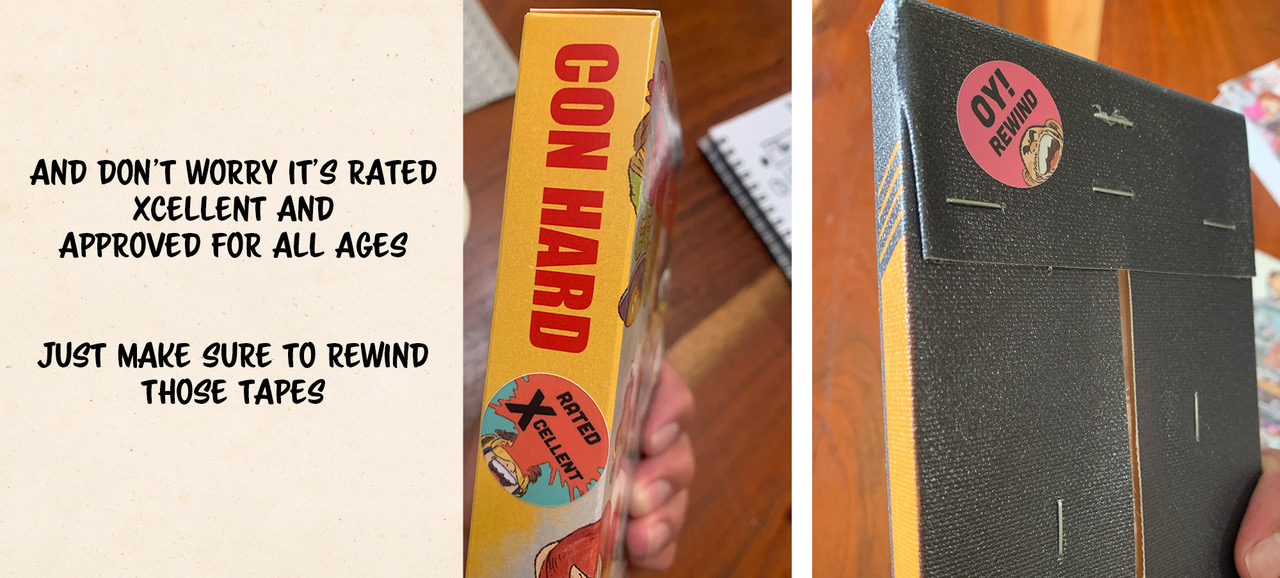 AND DON'T WORRY IT'S RATED
XCELLENT AND
APPROVED FOR ALL AGES
JUST MAKE SURE TO REWIND
THOSE TAPES
CON HARD
RATED
XCELLENT
OY!
REWIND